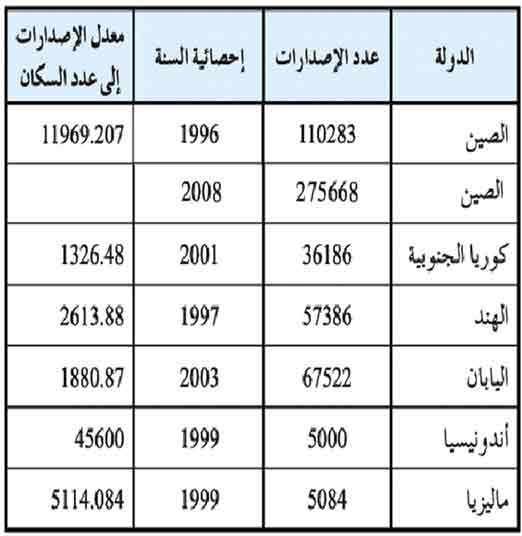 الدولة عدد الإصدارات إحصائية السنة معدل الإصدارات إلى عدد السكان
الصين 110283 1996 11969.207
الصين 275668 2008
كوريا الجنوبية 36186 2001 1326.48
الهند 57386 1997 2613.88
اليابان 67522 2003 1880.87
أندونيسيا 5000 1999 45600
ماليزيا 5084 1999 5114.084